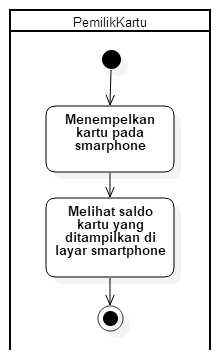 PemilikKartu
Menempelkan
kartu pada
smarphone
Melihat saldo
kartu yang
ditampilkan di
layar smartphone